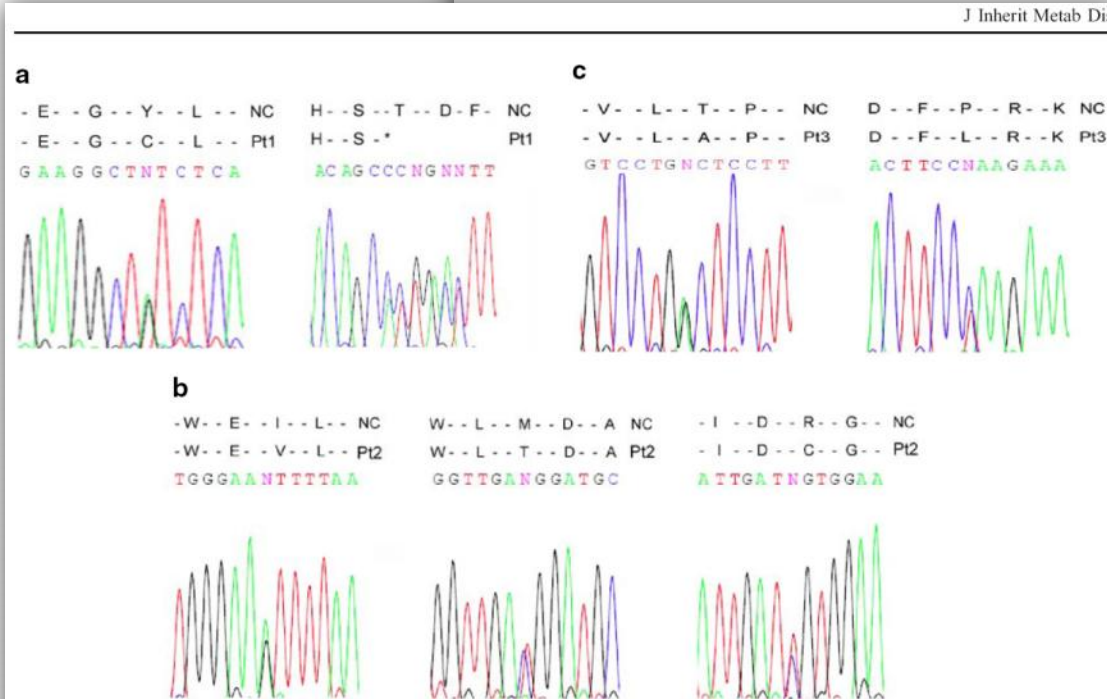 J Inherit Metab Di
a
- E - - G - - Y - - L - - NC
- E - - G - - C - - L - - Pt1
G A A G G C T N T C T C A
H - - S - - T - - D - F - NC
H - - S - * Pt1
A C A G C C C N G N N T T
c
- V - - L - - T - - P - - NC
- V - - L - - A - - P - - Pt3
G T C C T G N C T C C T T
D - - F - - P - - R - - K NC
D - - F - - L - - R - - K Pt3
A C T T C C N A A G A A A
b
- W - - E - - I - - L - - NC
- W - - E - - V - - L - - Pt2
T G G G A A N T T T T A A
W - - L - - M - - D - - A NC
W - - L - - T - - D - - A Pt2
G G T T G A N G G A T G C
- I - - D - - R - - G - - NC
- I - - D - - C - - G - - Pt2
A T T G A T N G T G G A A